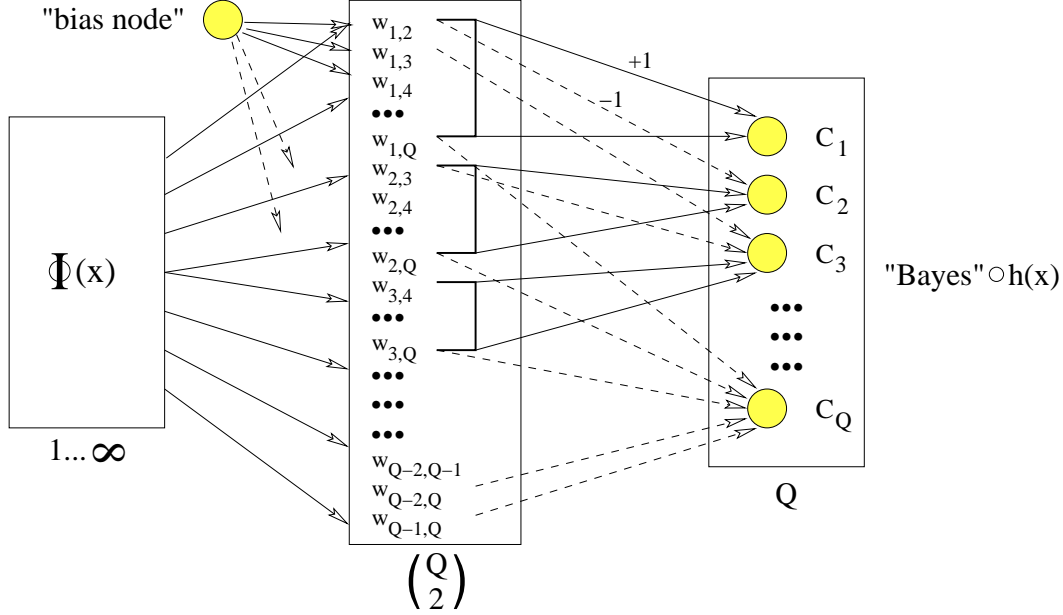 "bias node"
Φ(x)
1...∞
w1,2
w1,3
w1,4
•••
w1,Q
w2,3
w2,4
•••
w2,Q
w3,4
•••
w3,Q
•••
•••
•••
wQ−2,Q−1
wQ−2,Q
wQ−1,Q
(Q
2)
+1
−1
C1
C2
C3
•••
•••
•••
CQ
Q
"Bayes"○h(x)